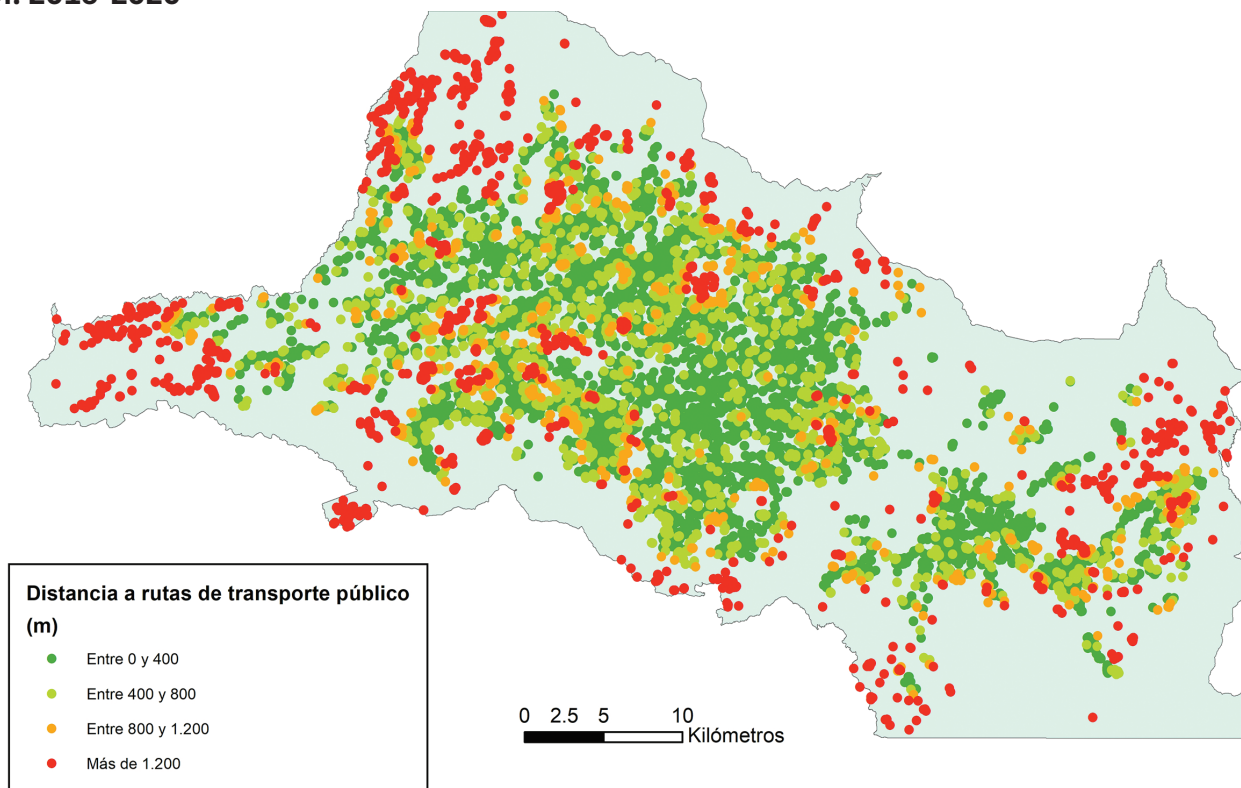 2020
Distancia a rutas de transporte público
(m)
Entre 0 y 400
Entre 400 y 800
Entre 800 y 1.200
Más de 1.200
0 2.5 5 10
Kilómetros